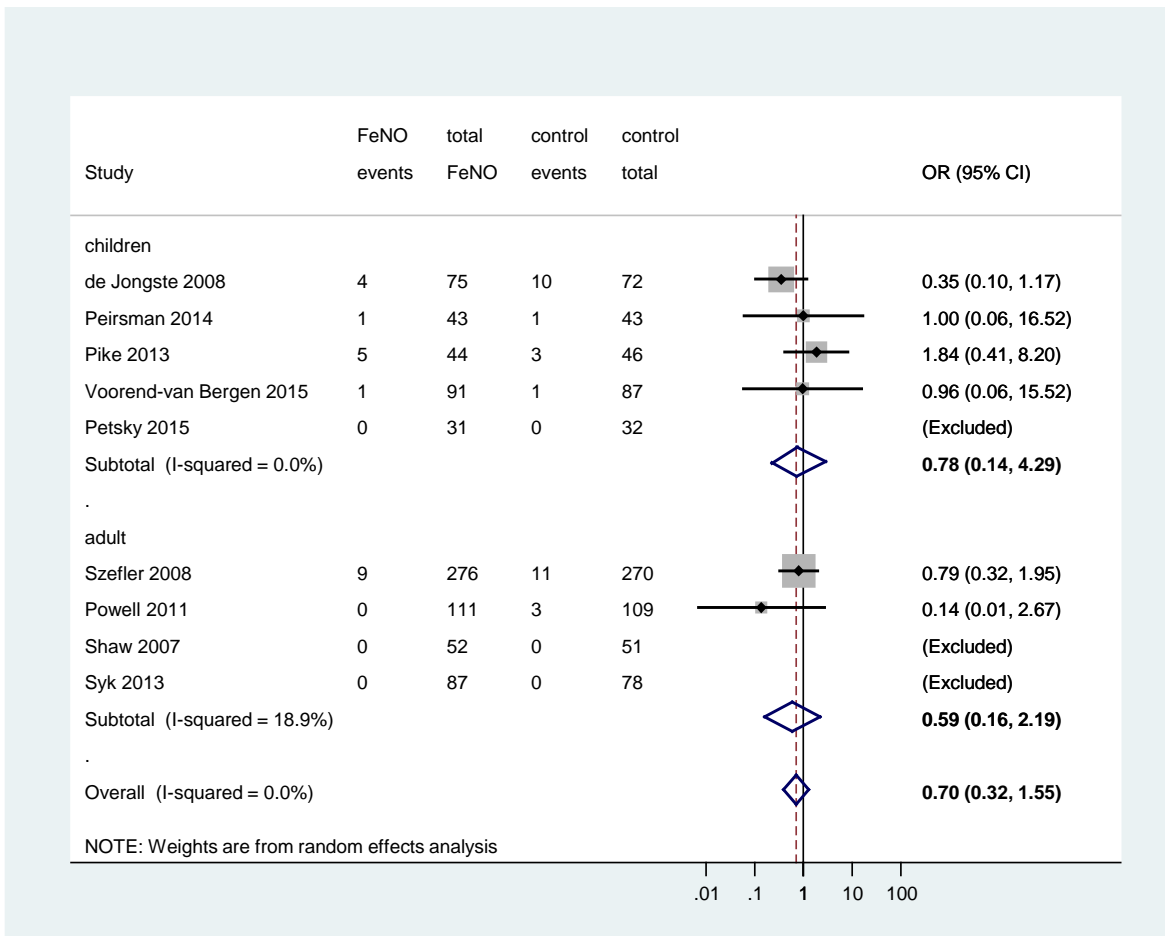 FeNO total control control
Study events FeNO events total OR (95% CI)
children
de Jongste 2008 4 75 10 72 0.35 (0.10, 1.17)
Peirsman 2014 1 43 1 43 1.00 (0.06, 16.52)
Pike 2013 5 44 3 46 1.84 (0.41, 8.20)
Voorend-van Bergen 2015 1 91 1 87 0.96 (0.06, 15.52)
Petsky 2015 0 31 0 32 (Excluded)
Subtotal (I-squared = 0.0%) 0.78 (0.14, 4.29)
.
adult
Szefler 2008 9 276 11 270 0.79 (0.32, 1.95)
Powell 2011 0 111 3 109 0.14 (0.01, 2.67)
Shaw 2007 0 52 0 51 (Excluded)
Syk 2013 0 87 0 78 (Excluded)
Subtotal (I-squared = 18.9%) 0.59 (0.16, 2.19)
.
Overall (I-squared = 0.0%) 0.70 (0.32, 1.55)
NOTE: Weights are from random effects analysis
.01 .1 1 10 100